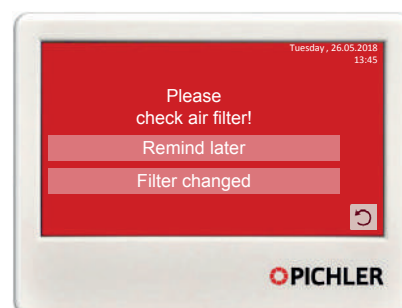 Tuesday , 26.05.2018
13:45
Please
check air filter!
Remind later
Filter changed
PICHLER